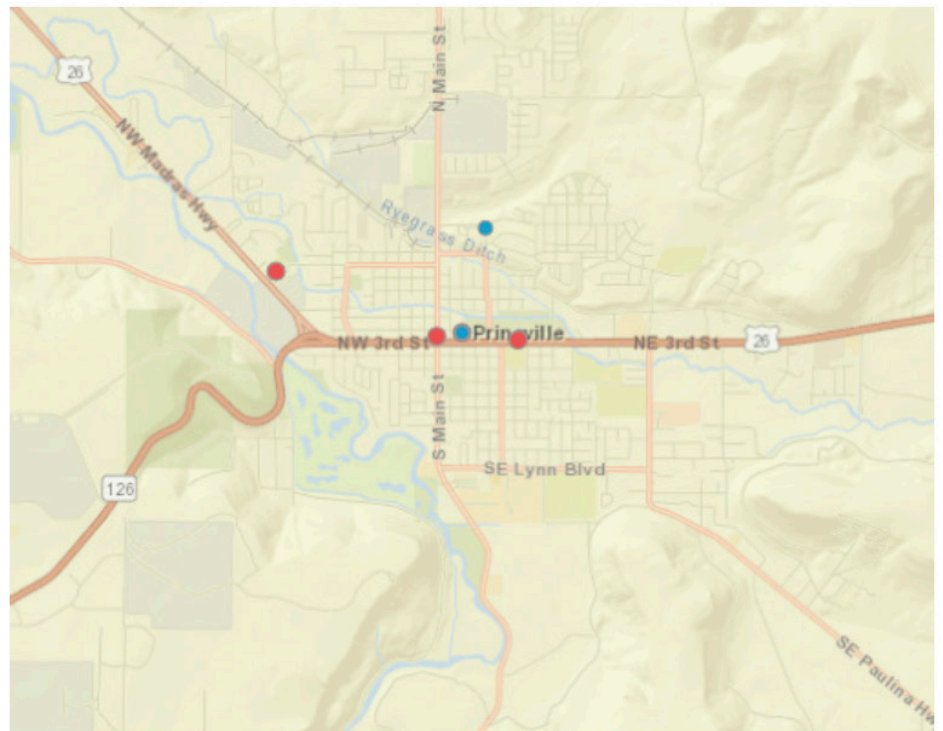 N Main St
26
NW Madras Hwy
Ryegrass Ditch
Prineville
NW 3rd St
NE 3rd St
26
S Main St
SE Lynn Blvd
126
SE Paulina Hwy